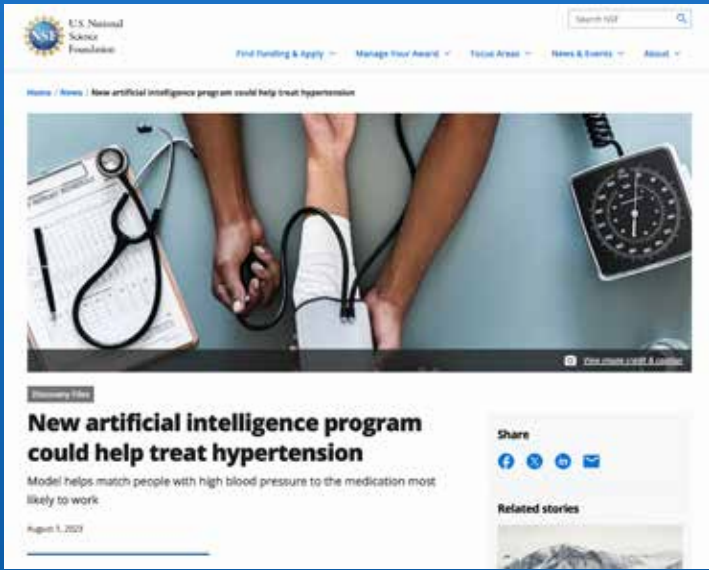 U.S. National
Science
Foundation
NSF
Search NSF
Find Funding & Apply
Manage Your Award
Focus Areas
News & Events
About
Home / News / New artificial intelligence program could help treat hypertension
View image credit & caption
Discovery Files
New artificial intelligence program
could help treat hypertension
Model helps match people with high blood pressure to the medication most
likely to work
Share
Related stories